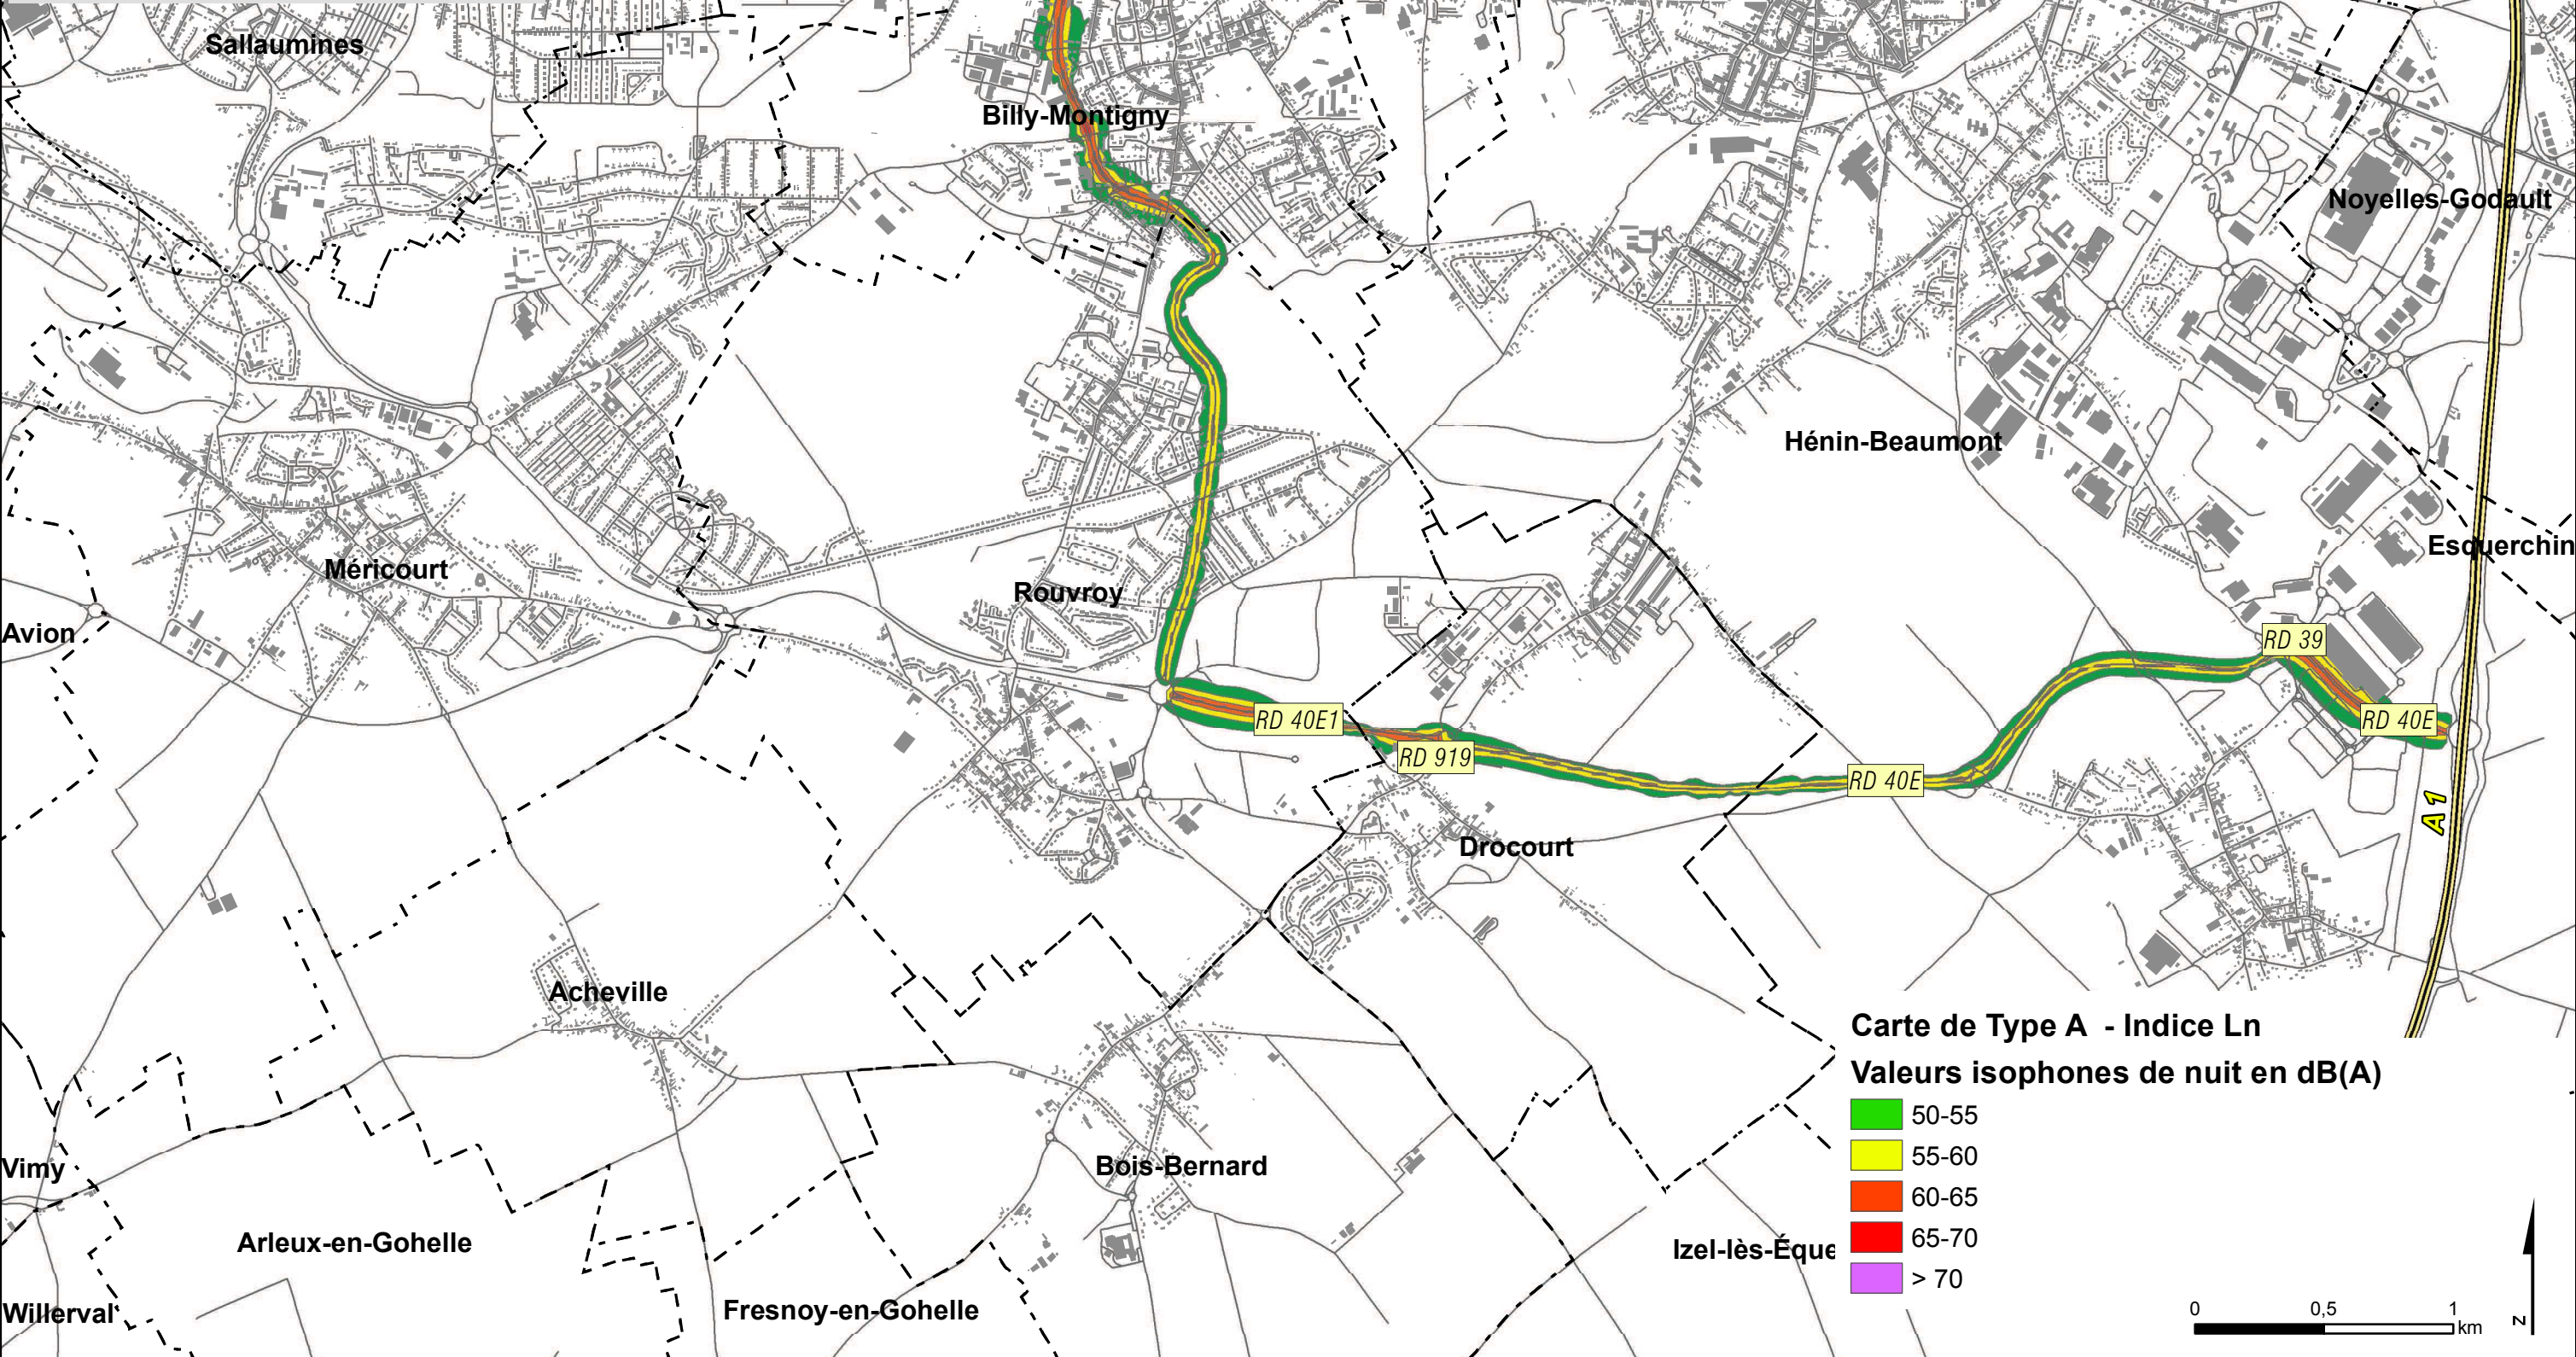 Sallaumines
Billy-Montigny
Noyelles-Godault
Hénin-Beaumont
Esquerchin
Méricourt
Rouvroy
Avion
RD 39
RD 40E1
RD 40E
RD 919
RD 40E
A 1
Drocourt
Acheville
Carte de Type A - Indice Ln
Valeurs isophones de nuit en dB(A)
50-55
55-60
60-65
65-70
> 70
Vimy
Bois-Bernard
Arleux-en-Gohelle
Izel-lès-Éque
Willerval
Fresnoy-en-Gohelle
0 0,5 1
km
N